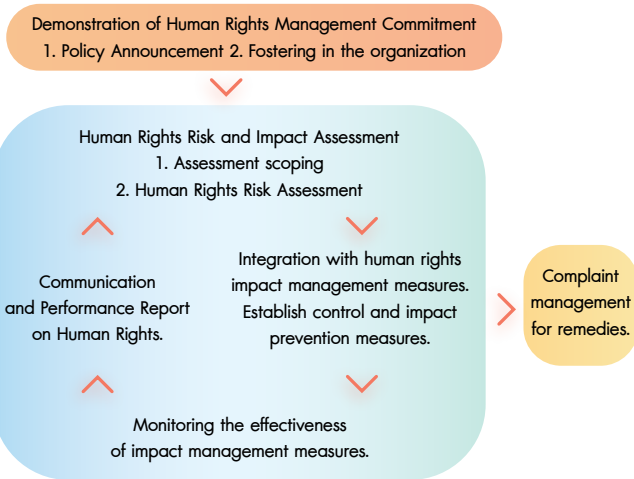 Demonstration of Human Rights Management Commitment
1. Policy Announcement 2. Fostering in the organization
Human Rights Risk and Impact Assessment
1. Assessment scoping
2. Human Rights Risk Assessment
Integration with human rights
impact management measures.
Establish control and impact
prevention measures.
Communication
and Performance Report
on Human Rights.
Monitoring the effectiveness
of impact management measures.
Complaint
management
for remedies.